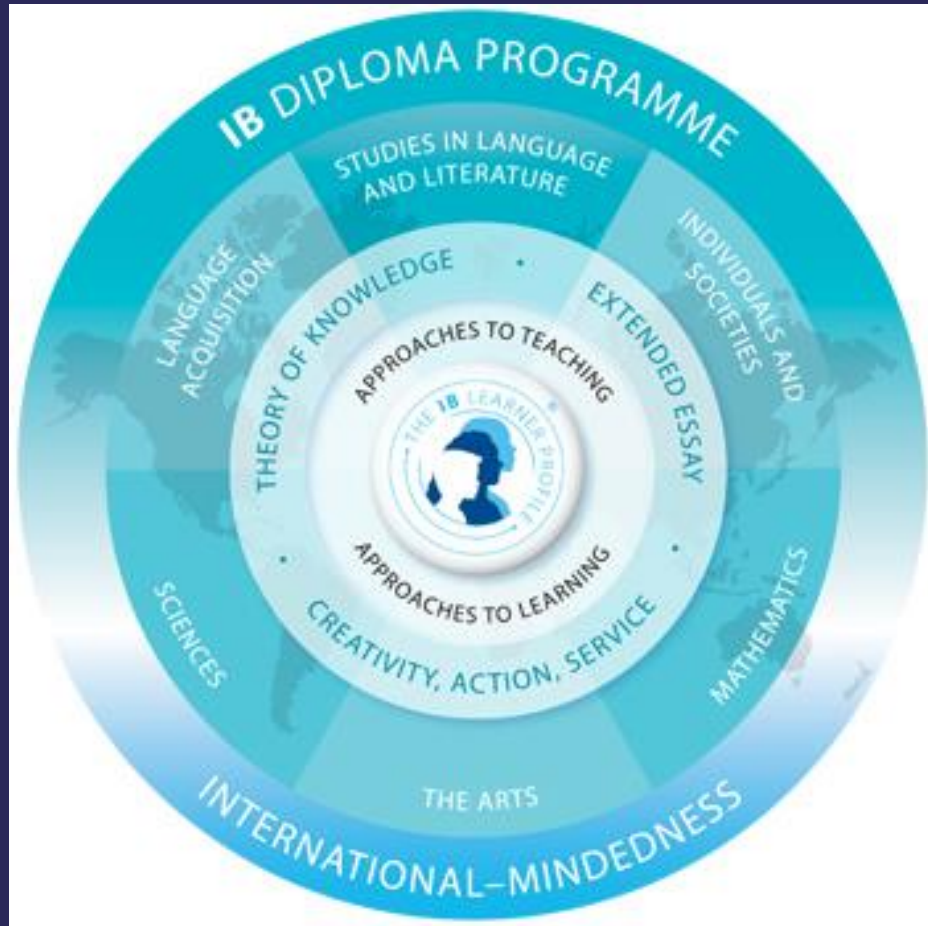 IB DIPLOMA PROGRAMME
STUDIES IN LANGUAGE
AND LITERATURE
LANGUAGE
ACQUISITION
INDIVIDUALS AND
SOCIETIES
THEORY OF KNOWLEDGE
EXTENDED ESSAY
APPROACHES TO TEACHING
THE IB LEARNER PROFILE ®
APPROACHES TO LEARNING
CREATIVITY, ACTION, SERVICE
SCIENCES
MATHEMATICS
THE ARTS
INTERNATIONAL–MINDEDNESS